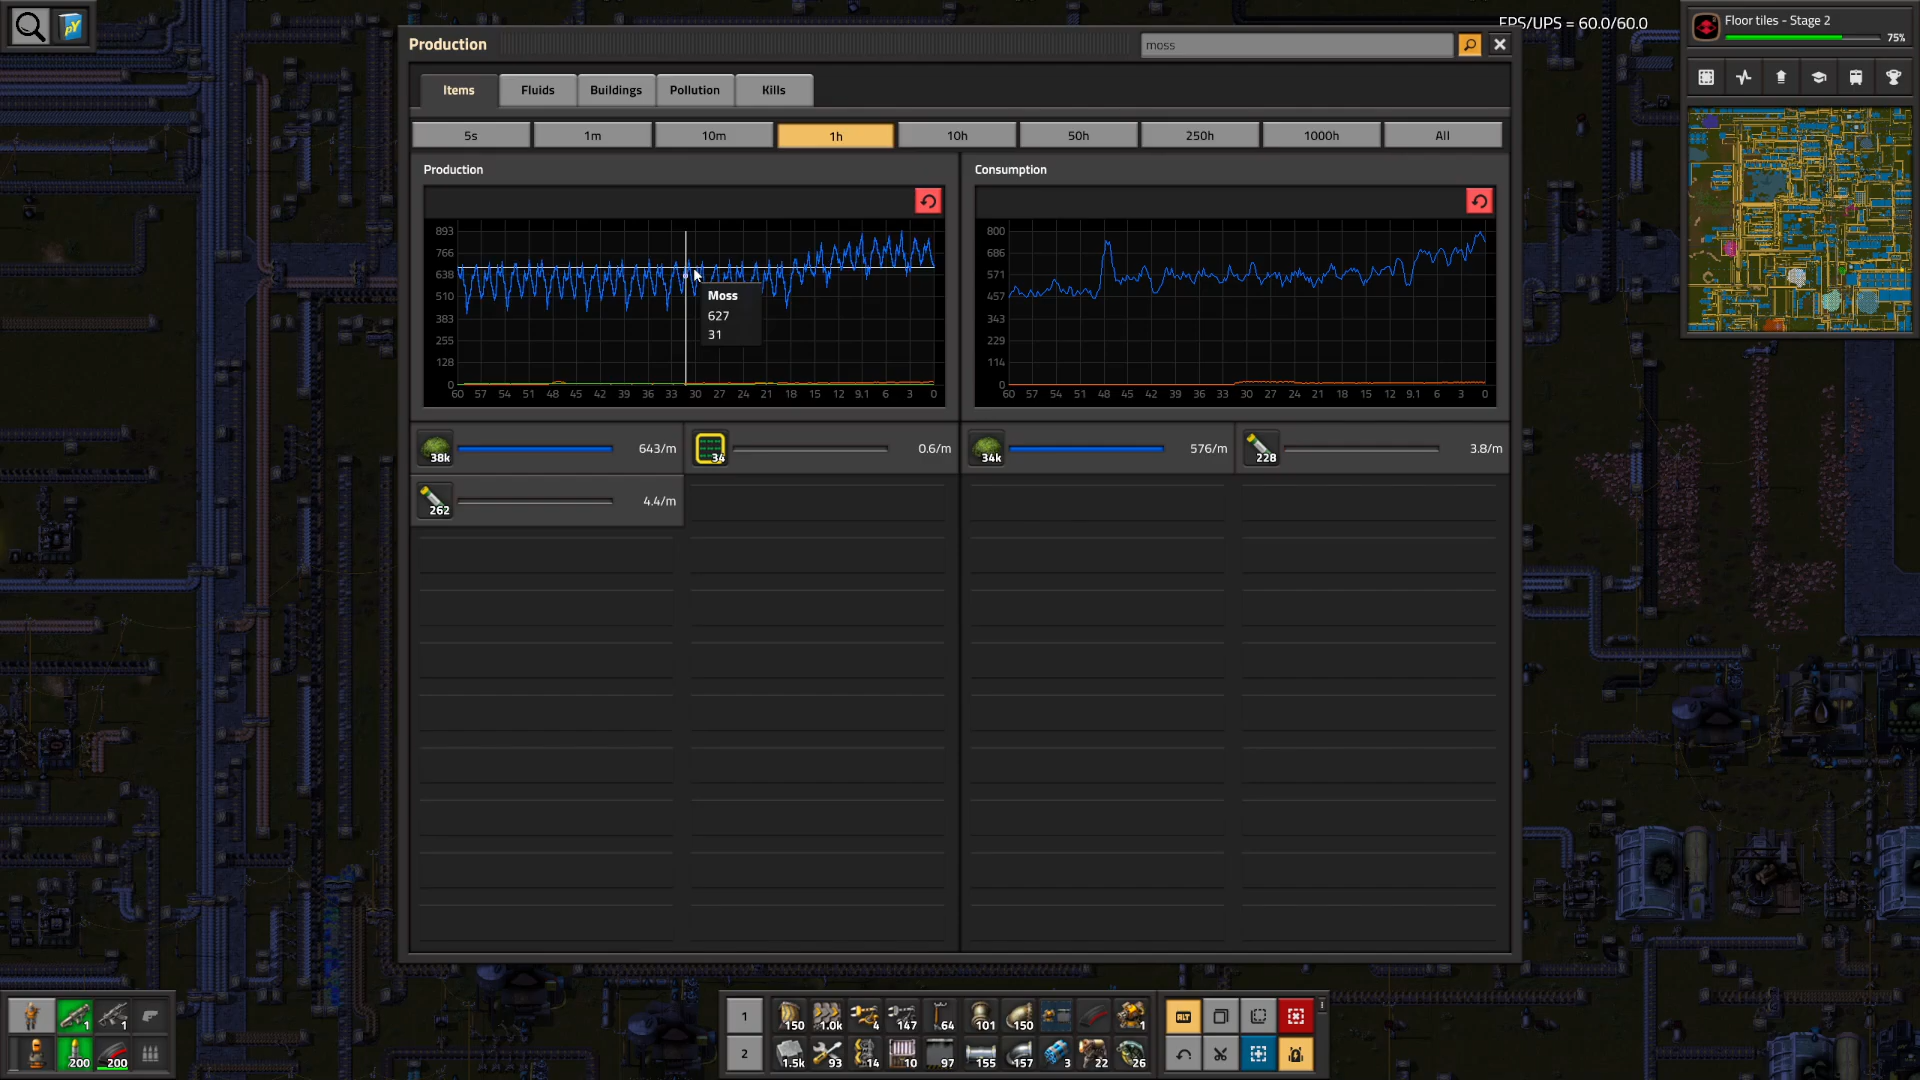 pY
Production
moss
FPS/UPS = 60.0/60.0
Floor tiles - Stage 2
75%
Items
Fluids
Buildings
Pollution
Kills
5s
1m
10m
1h
10h
50h
250h
1000h
All
Production
893
766
638
510
383
255
128
0
60 57 54 51 48 45 42 39 36 33 30 27 24 21 18 15 12 9.1 6 3 0
Moss
627
31
Consumption
800
686
571
457
343
229
114
0
60 57 54 51 48 45 42 39 36 33 30 27 24 21 18 15 12 9.1 6 3 0
38k
643/m
34
0.6/m
34k
576/m
228
3.8/m
262
4.4/m
1
1
200
200
1
150
1.0k
4
147
64
101
150
1
ALT
2
1.5k
93
14
10
97
155
157
3
22
26